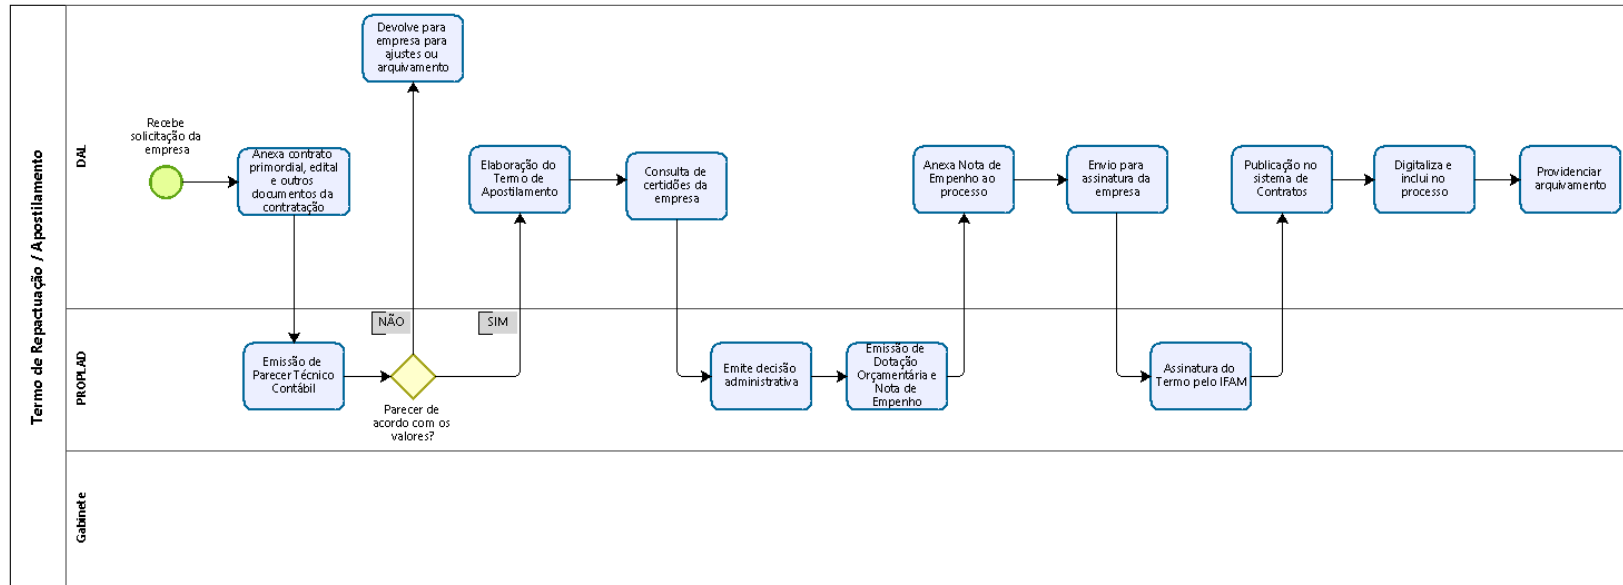 Termo de Repactuação / Apostilamento
DAL
Recebe
solicitação da
empresa
Anexa contrato
primordial, edital
e outros
documentos da
contratação
Devolve para
empresa para
ajustes ou
arquivamento
Elaboração do
Termo de
Apostilamento
Consulta de
certidões da
empresa
Anexa Nota de
Empenho ao
processo
Envio para
assinatura da
empresa
Publicação no
sistema de
Contratos
Digitaliza e
inclui no
processo
Providenciar
arquivamento
PROPLAD
Emissão de
Parecer Técnico
Contábil
NÃO
SIM
Parecer de
acordo com os
valores?
Emite decisão
administrativa
Emissão de
Dotação
Orçamentária e
Nota de
Empenho
Assinatura do
Termo pelo IFAM
Gabinete